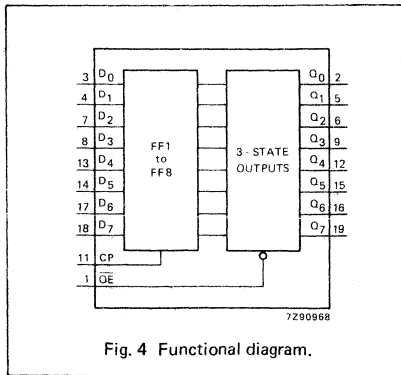 3 D0 Q0 2
4 D1 Q1 5
7 D2 Q2 6
8 D3 Q3 9
13 D4 Q4 12
14 D5 Q5 15
17 D6 Q6 16
18 D7 Q7 19
FF1
to
FF8
3-STATE
OUTPUTS
11 CP
1 O̅E̅
7Z90968
Fig. 4 Functional diagram.